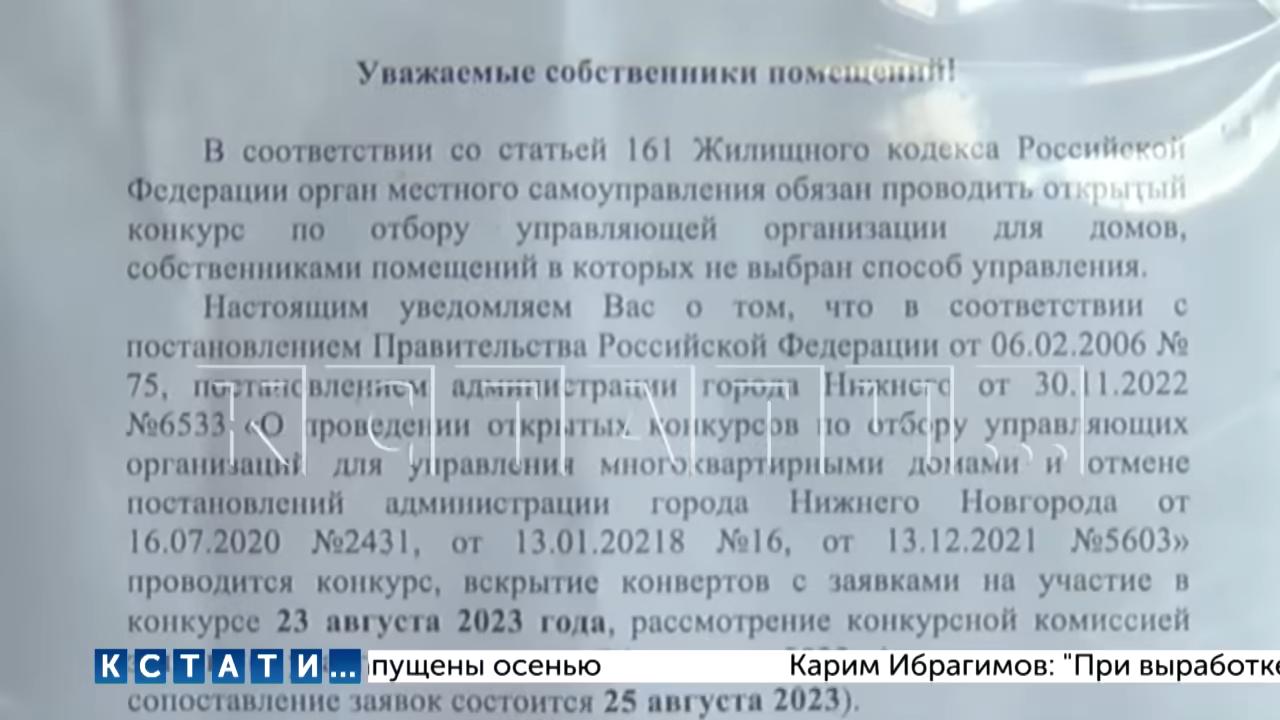 Уважаемые собственники помещений!
В соответствии со статьей 161 Жилищного кодекса Российской
Федерации орган местного самоуправления обязан проводить открытый
конкурс по отбору управляющей организации для домов,
собственниками помещений в которых не выбран способ управления.
Настоящим уведомляем Вас о том, что в соответствии с
постановлением Правительства Российской Федерации от 06.02.2006 №
75, постановлением администрации города Нижнего от 30.11.2022
№6533 «О проведении открытых конкурсов по отбору управляющих
организаций для управления многоквартирными домами и отмене
постановлений администрации города Нижнего Новгорода от
16.07.2020 №2431, от 13.01.20218 №16, от 13.12.2021 №5603»
проводится конкурс, вскрытие конвертов с заявками на участие в
конкурсе 23 августа 2023 года, рассмотрение конкурсной комиссией
сопоставление заявок состоится 25 августа 2023).
КСТАТИ...
КСТАТИ... пущены осенью Карим Ибрагимов: "При выработке